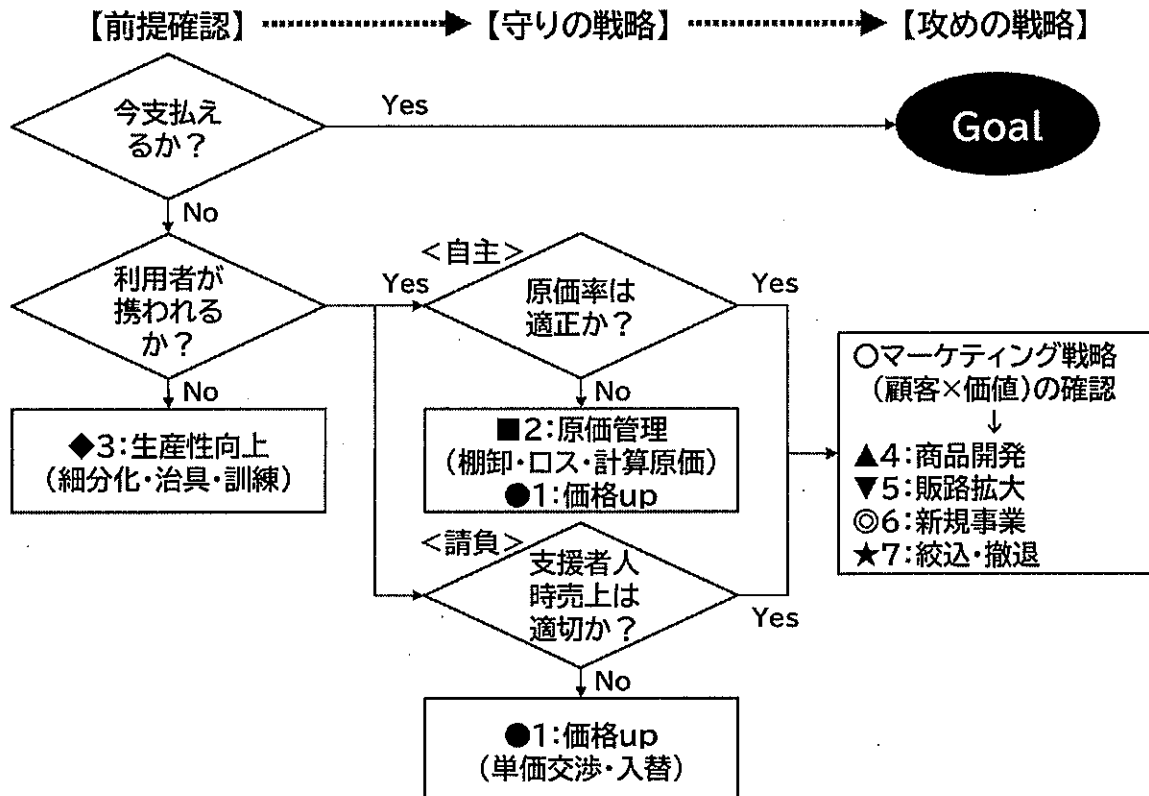 【前提確認】
【守りの戦略】
【攻めの戦略】
今支払え
るか？
Yes
Goal
No
利用者が
携われる
か？
Yes
＜自主＞
原価率は
適正か？
Yes
No
No
◆3：生産性向上
（細分化・治具・訓練）
■2：原価管理
（棚卸・ロス・計算原価）
●1：価格up
○マーケティング戦略
（顧客×価値）の確認
↓
▲4：商品開発
▼5：販路拡大
◎6：新規事業
★7：絞込・撤退
＜請負＞
支援者人
時売上は
適切か？
Yes
No
●1：価格up
（単価交渉・入替）